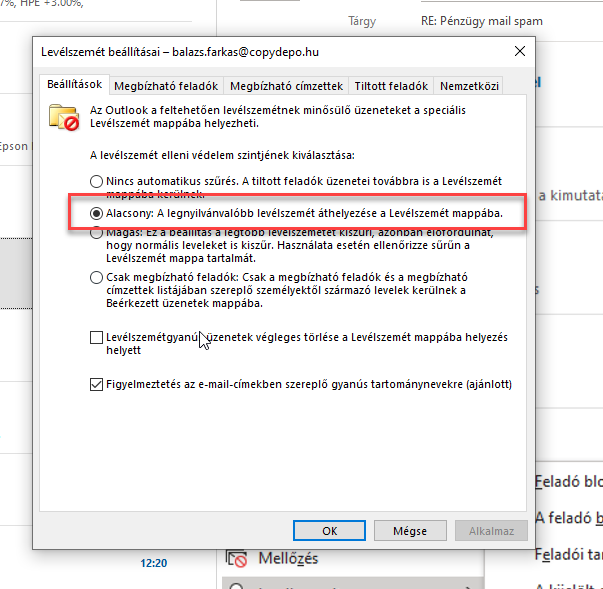 7%, HPE +3.00%,
Tárgy
RE: Pénzügy mail spam
Levélszemét beállításai – balazs.farkas@copydepo.hu
Beállítások
Megbízható feladók
Megbízható címzettek
Tiltott feladók
Nemzetközi
Az Outlook a feltehetően levélszemétnek minősülő üzeneteket a speciális
Levélszemét mappába helyezheti.
Epson
A levélszemét elleni védelem szintjének kiválasztása:
Nincs automatikus szűrés. A tiltott feladók üzenetei továbbra is a Levélszemét
mappába kerülnek.
a kimutatá
Alacsony: A legnyilvánvalóbb levélszemét áthelyezése a Levélszemét mappába.
Magas: Ez a beállítás a legtöbb levélszemetet kiszűri, azonban előfordulhat,
hogy normális leveleket is kiszűr. Használata esetén ellenőrizze sűrűn a
Levélszemét mappa tartalmát.
Csak megbízható feladók: Csak a megbízható feladók és a megbízható
címzettek listájában szereplő személyektől származó levelek kerülnek a
Beérkezett üzenetek mappába.
Levélszemétgyanús üzenetek végleges törlése a Levélszemét mappába helyezés
helyett
Figyelmeztetés az e-mail-címekben szereplő gyanús tartománynevekre (ajánlott)
Feladó blo
A feladó b
OK
Mégse
Alkalmaz
Feladói ta
12:20
Mellőzés